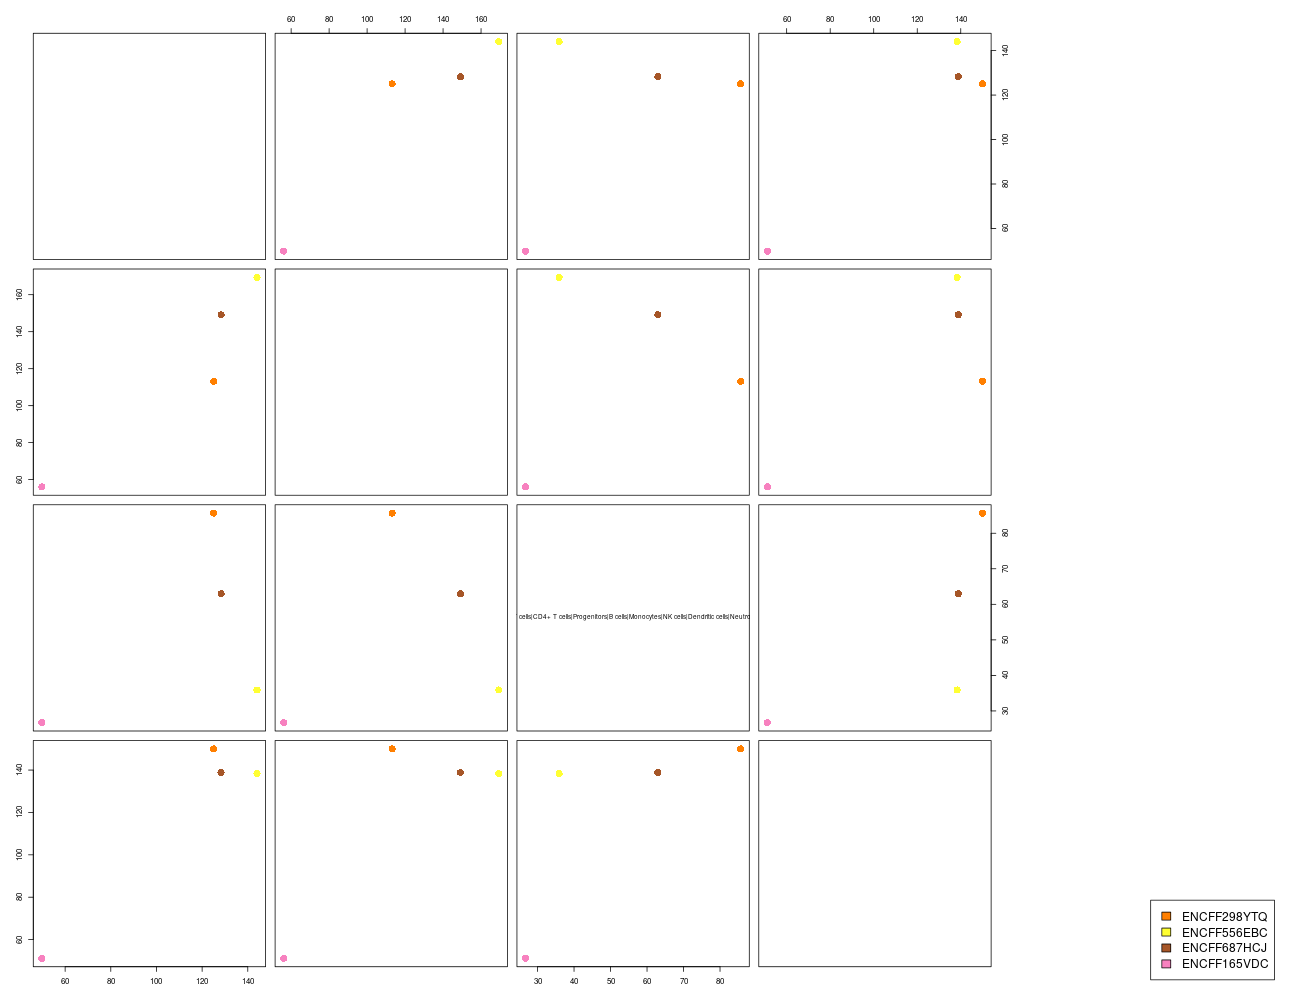 60 80 100 120 140 160
60 80 100 120 140
60 80 100 120 140
60 80 100 120 140 160
cells|CD4+ T cells|Progenitors|B cells|Monocytes|NK cells|Dendritic cells|Neutro
30 40 50 60 70 80
60 80 100 120 140
60 80 100 120 140
30 40 50 60 70 80
ENCFF298YTQ
ENCFF556EBC
ENCFF687HCJ
ENCFF165VDC